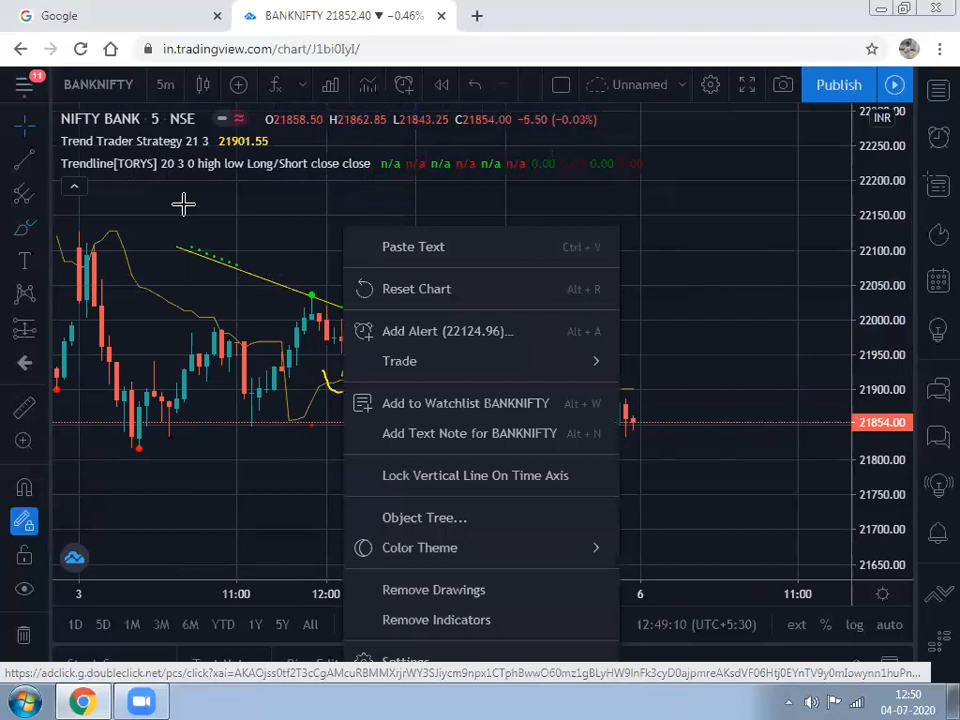 Google
BANKNIFTY 21852.40 ▼ −0.46%
in.tradingview.com/chart/J1bi0IyI/
11
BANKNIFTY
5m
Unnamed
Publish
NIFTY BANK · 5 · NSE
O21858.50 H21862.85 L21843.25 C21854.00 −5.50 (−0.03%)
INR
Trend Trader Strategy 21 3 21901.55
Trendline[TORYS] 20 3 0 high low Long/Short close close n/a n/a n/a n/a n/a n/a 0.00 0.00 0.00 0.00
22250.00
22200.00
22150.00
22100.00
22050.00
22000.00
21950.00
21900.00
21854.00
21800.00
21750.00
21700.00
21650.00
Paste Text Ctrl + V
Reset Chart Alt + R
Add Alert (22124.96)... Alt + A
Trade
Add to Watchlist BANKNIFTY Alt + W
Add Text Note for BANKNIFTY Alt + N
Lock Vertical Line On Time Axis
Object Tree...
Color Theme
Remove Drawings
Remove Indicators
Settings
3 11:00 12:00 6 11:00
1D 5D 1M 3M 6M YTD 1Y 5Y All
12:49:10 (UTC+5:30) ext % log auto
12:50
04-07-2020